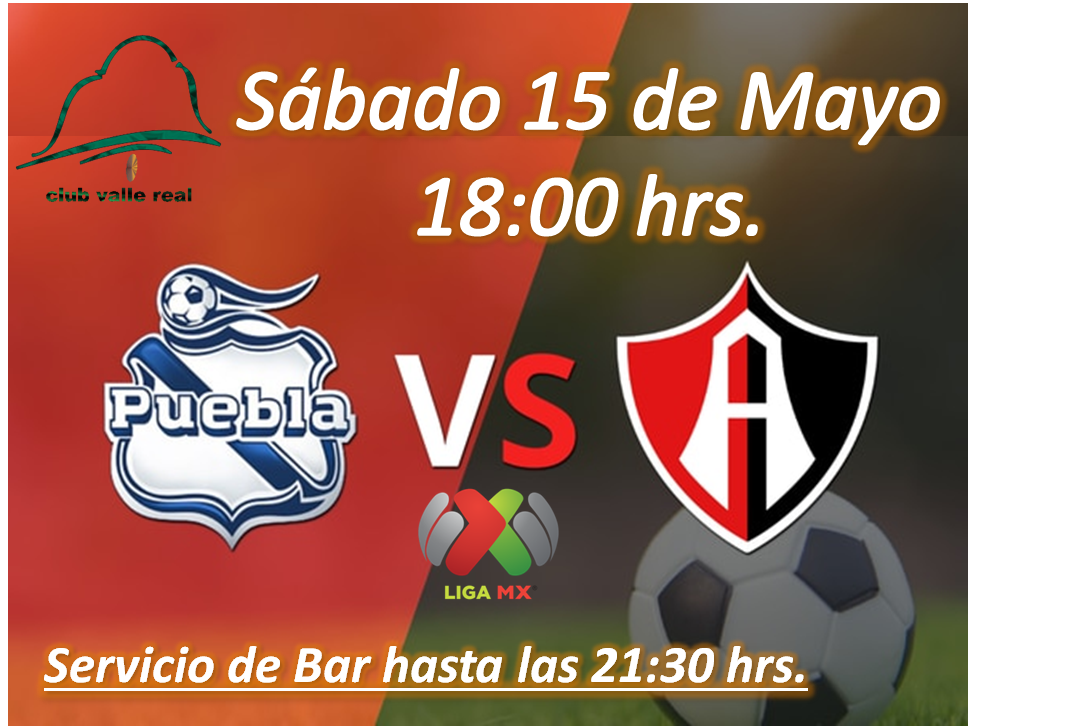 Sábado 15 de Mayo
18:00 hrs.
club valle real
Puebla
VS
A
LIGA MX
Servicio de Bar hasta las 21:30 hrs.